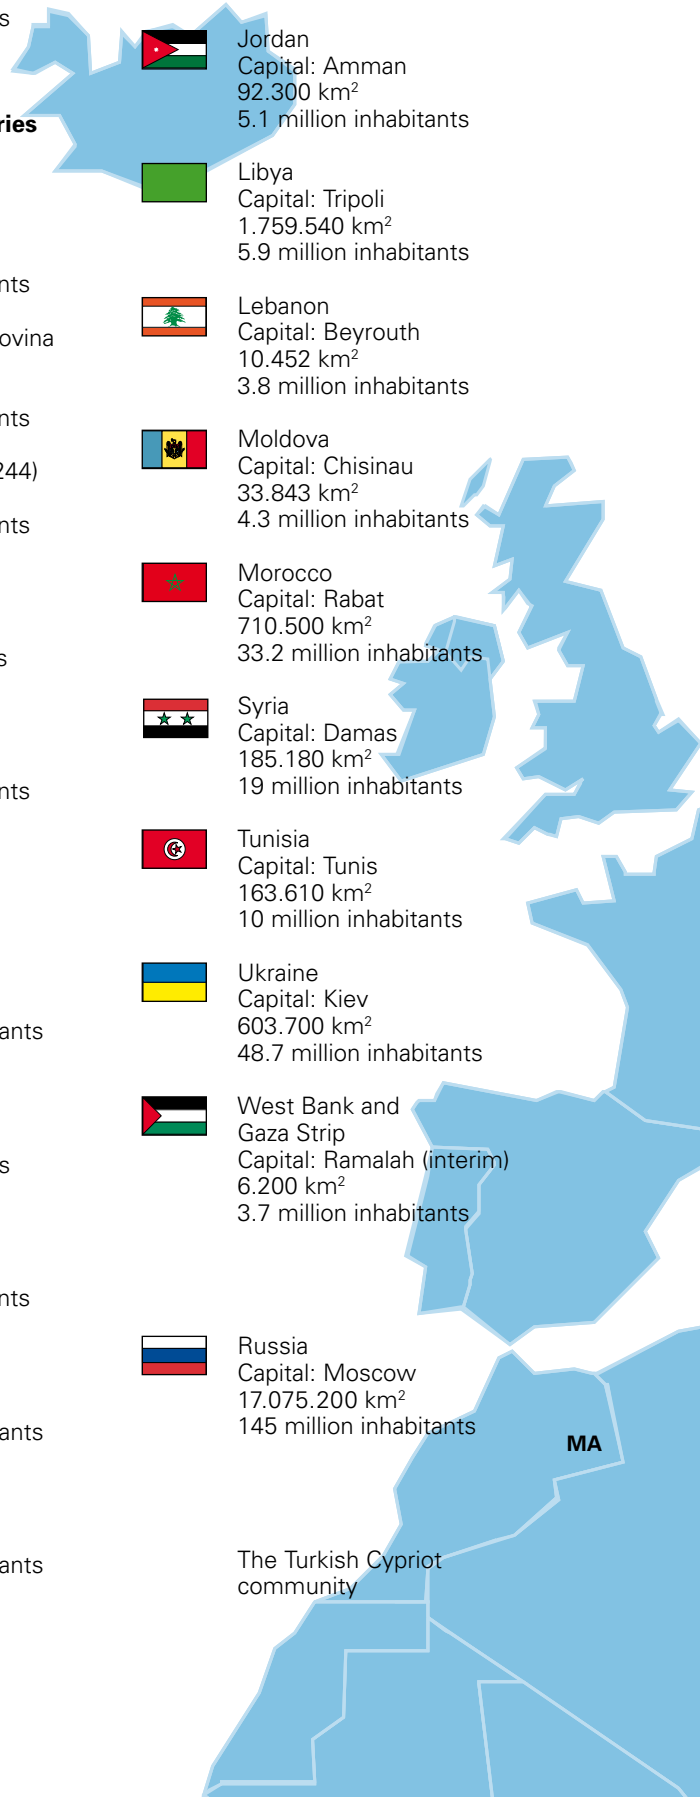 s
ries
nts
ovina
nts
244)
nts
s
nts
ants
s
nts
ants
ants
Jordan
Capital: Amman
92.300 km²
5.1 million inhabitants
Libya
Capital: Tripoli
1.759.540 km²
5.9 million inhabitants
Lebanon
Capital: Beyrouth
10.452 km²
3.8 million inhabitants
Moldova
Capital: Chisinau
33.843 km²
4.3 million inhabitants
Morocco
Capital: Rabat
710.500 km²
33.2 million inhabitants
Syria
Capital: Damas
185.180 km²
19 million inhabitants
Tunisia
Capital: Tunis
163.610 km²
10 million inhabitants
Ukraine
Capital: Kiev
603.700 km²
48.7 million inhabitants
West Bank and
Gaza Strip
Capital: Ramalah (interim)
6.200 km²
3.7 million inhabitants
Russia
Capital: Moscow
17.075.200 km²
145 million inhabitants
MA
The Turkish Cypriot
community